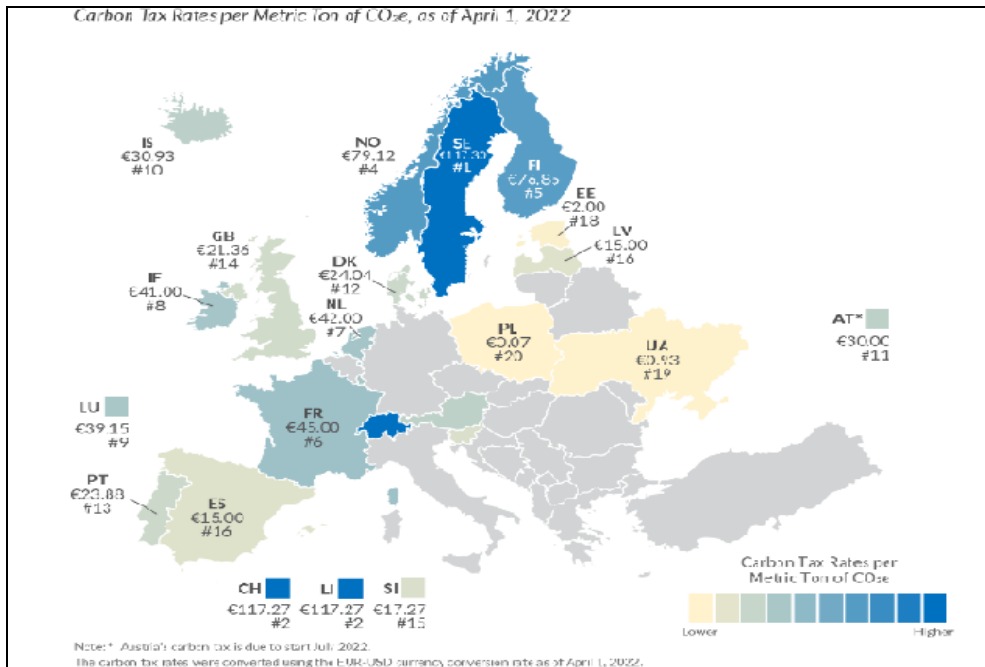 Carbon Tax Rates per Metric Ton of CO₂e, as of April 1, 2022
IS
€30.93
#10
NO
€79.12
#4
SE
€117.30
#1
FI
€76.85
#5
EE
€2.00
#18
LV
€15.00
#16
GB
€21.36
#14
IE
€41.00
#8
DK
€24.04
#12
NL
€42.00
#7
PL
€0.07
#20
UA
€0.93
#19
AT*
€30.00
#11
LU
€39.15
#9
FR
€45.00
#6
PT
€23.88
#13
ES
€15.00
#16
CH
€117.27
#2
LI
€117.27
#2
SI
€17.27
#15
Carbon Tax Rates per
Metric Ton of CO₂e
Lower
Higher
Note: * Austria's carbon tax is due to start July 2022.
The carbon tax rates were converted using the EUR-USD currency conversion rate as of April 1, 2022.